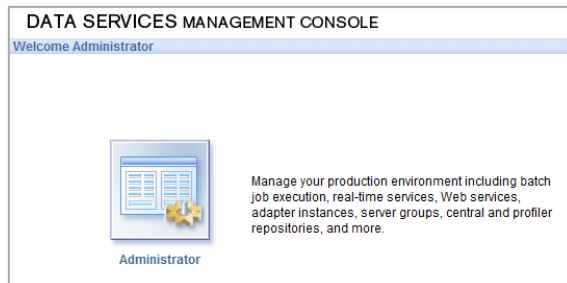 DATA SERVICES MANAGEMENT CONSOLE
Welcome Administrator
Manage your production environment including batch
job execution, real-time services, Web services,
adapter instances, server groups, central and profiler
repositories, and more.
Administrator